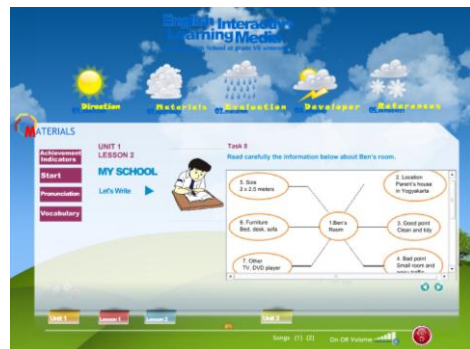 English Interactive
Learning Media
Direction
Materials
Evaluation
Developer
References
MATERIALS
Achievement
Indicators
Start
Pronunciation
Vocabulary
UNIT 1
LESSON 2
MY SCHOOL
Let's Write
Task 8
Read carefully the information below about Ben's room.
5. Size
2 x 2.5 meters
6. Furniture
Bed, desk, sofa
7. Other
TV, DVD player
1.Ben's
Room
2. Location
Parent's house
in Yogyakarta
3. Good point
Clean and tidy
4. Bad point
Small room and
Unit 1
Lesson 1
Lesson 2
Unit 2
Songs (1) (2)
On Off Volume